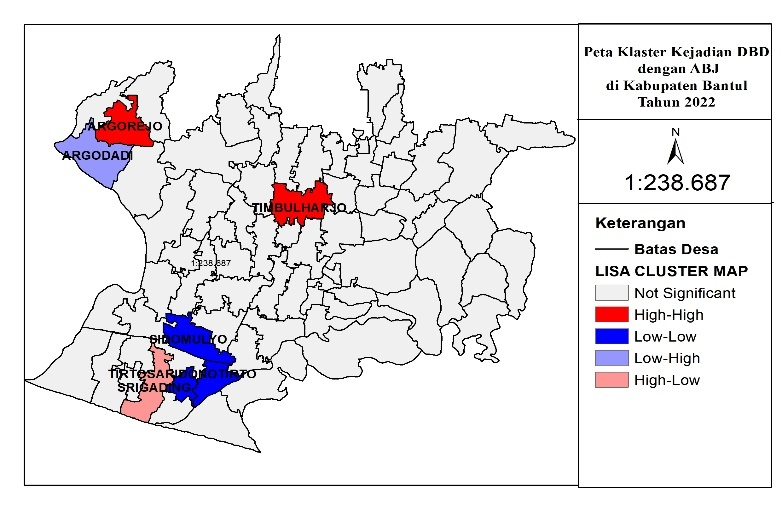 Peta Klaster Kejadian DBD
dengan ABJ
di Kabupaten Bantul
Tahun 2022
N
1:238.687
Keterangan
Batas Desa
LISA CLUSTER MAP
Not Significant
High-High
Low-Low
Low-High
High-Low
ARGOREJO
ARGODADI
TIMBULHARJO
1:238.687
SIDOMULYO
TIRTOSARI
DONOTIRTO
SRIGADING